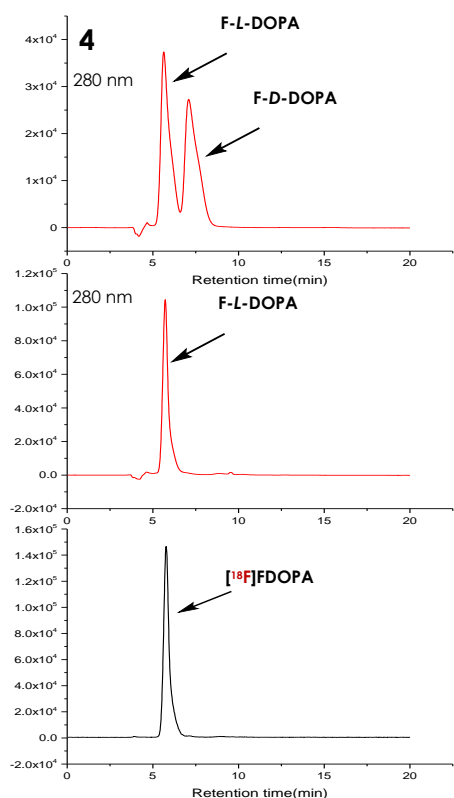 4
280 nm
F-L-DOPA
F-D-DOPA
4x10⁴
3x10⁴
2x10⁴
1x10⁴
0
0 5 10 15 20
Retention time(min)
280 nm
F-L-DOPA
1.2x10⁵
1.0x10⁵
8.0x10⁴
6.0x10⁴
4.0x10⁴
2.0x10⁴
0.0
-2.0x10⁴
0 5 10 15 20
Retention time(min)
[¹⁸F]FDOPA
1.6x10⁵
1.4x10⁵
1.2x10⁵
1.0x10⁵
8.0x10⁴
6.0x10⁴
4.0x10⁴
2.0x10⁴
0.0
-2.0x10⁴
0 5 10 15 20
Retention time(min)